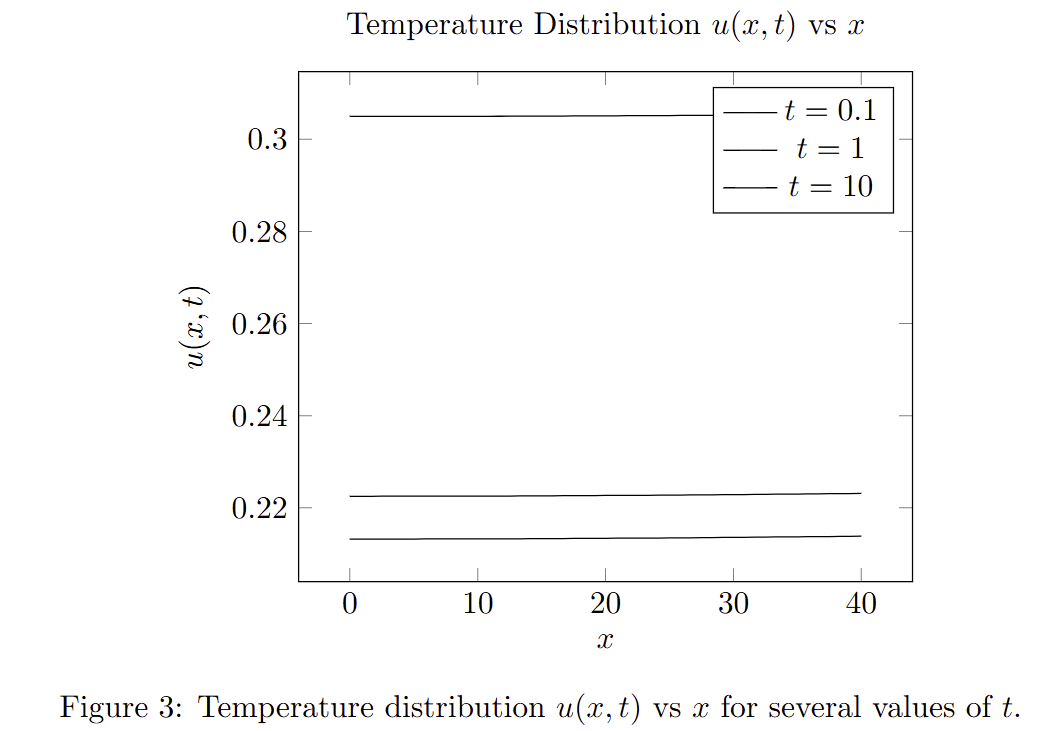 Temperature Distribution u(x, t) vs x
t = 0.1
t = 1
t = 10
0.3
0.28
0.26
0.24
0.22
u(x, t)
0 10 20 30 40
x
Figure 3: Temperature distribution u(x, t) vs x for several values of t.